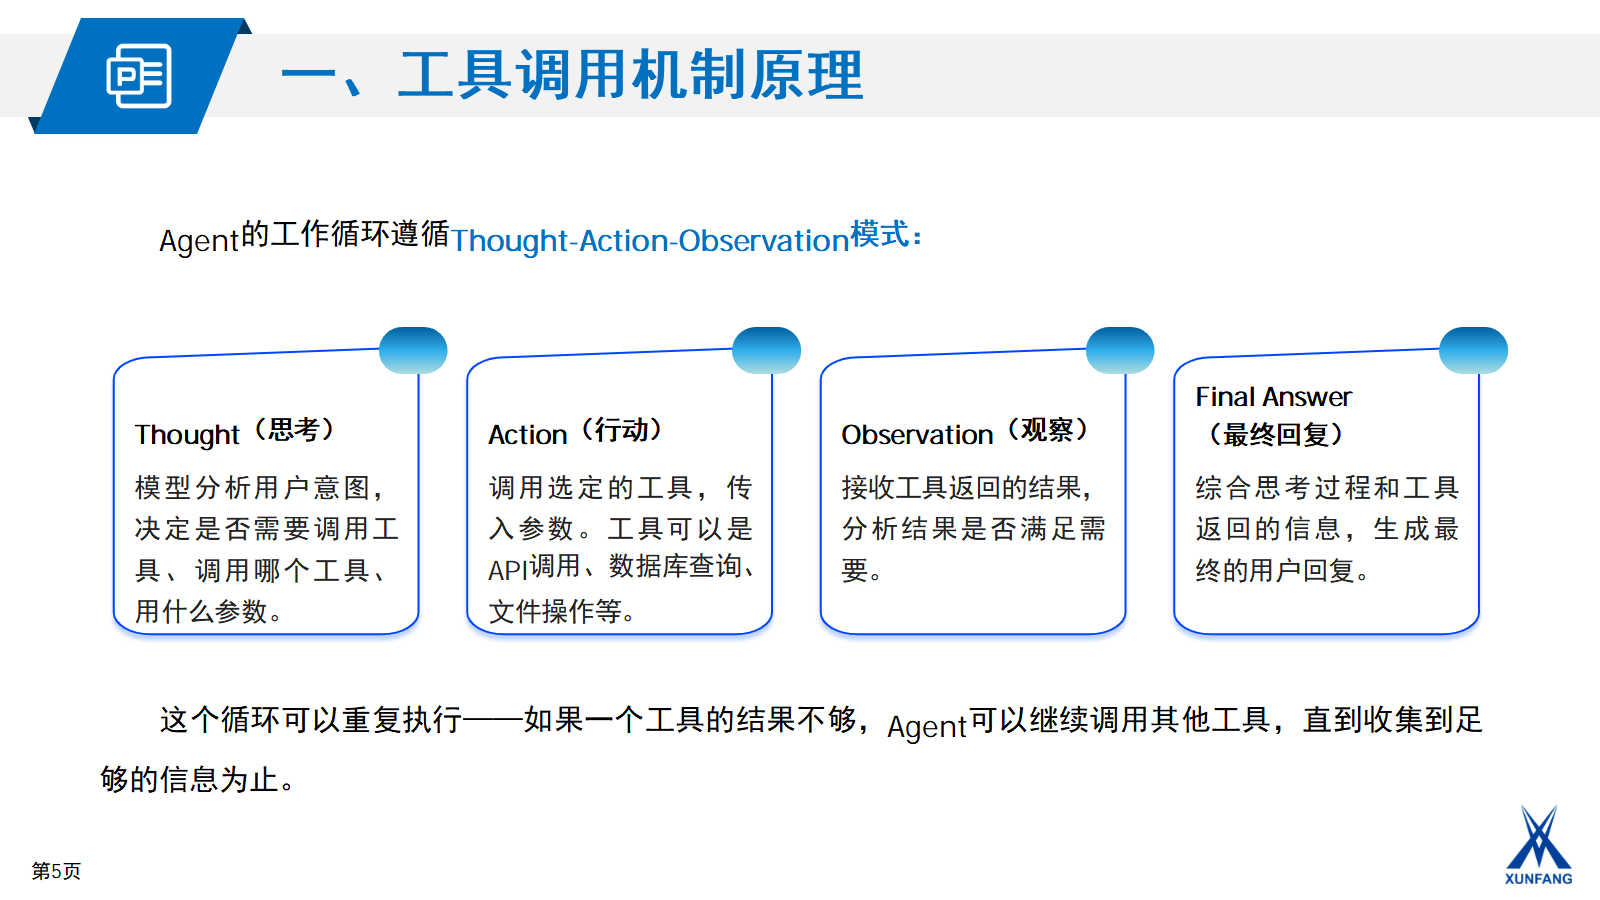 一、工具调用机制原理
Agent的工作循环遵循Thought-Action-Observation模式：
Thought（思考）
模型分析用户意图，
决定是否需要调用工
具、调用哪个工具、
用什么参数。
Action（行动）
调用选定的工具，传
入参数。工具可以是
API调用、数据库查询、
文件操作等。
Observation（观察）
接收工具返回的结果，
分析结果是否满足需
要。
Final Answer
（最终回复）
综合思考过程和工具
返回的信息，生成最
终的用户回复。
这个循环可以重复执行——如果一个工具的结果不够，Agent可以继续调用其他工具，直到收集到足
够的信息为止。
第5页
XUNFANG